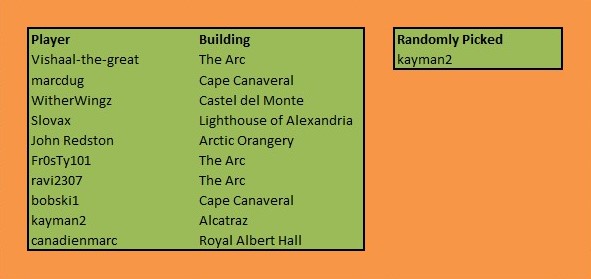 Player Building
Vishaal-the-great The Arc
marcdug Cape Canaveral
WitherWingz Castel del Monte
Slovax Lighthouse of Alexandria
John Redston Arctic Orangery
Fr0sTy101 The Arc
ravi2307 The Arc
bobski1 Cape Canaveral
kayman2 Alcatraz
canadienmarc Royal Albert Hall
Randomly Picked
kayman2